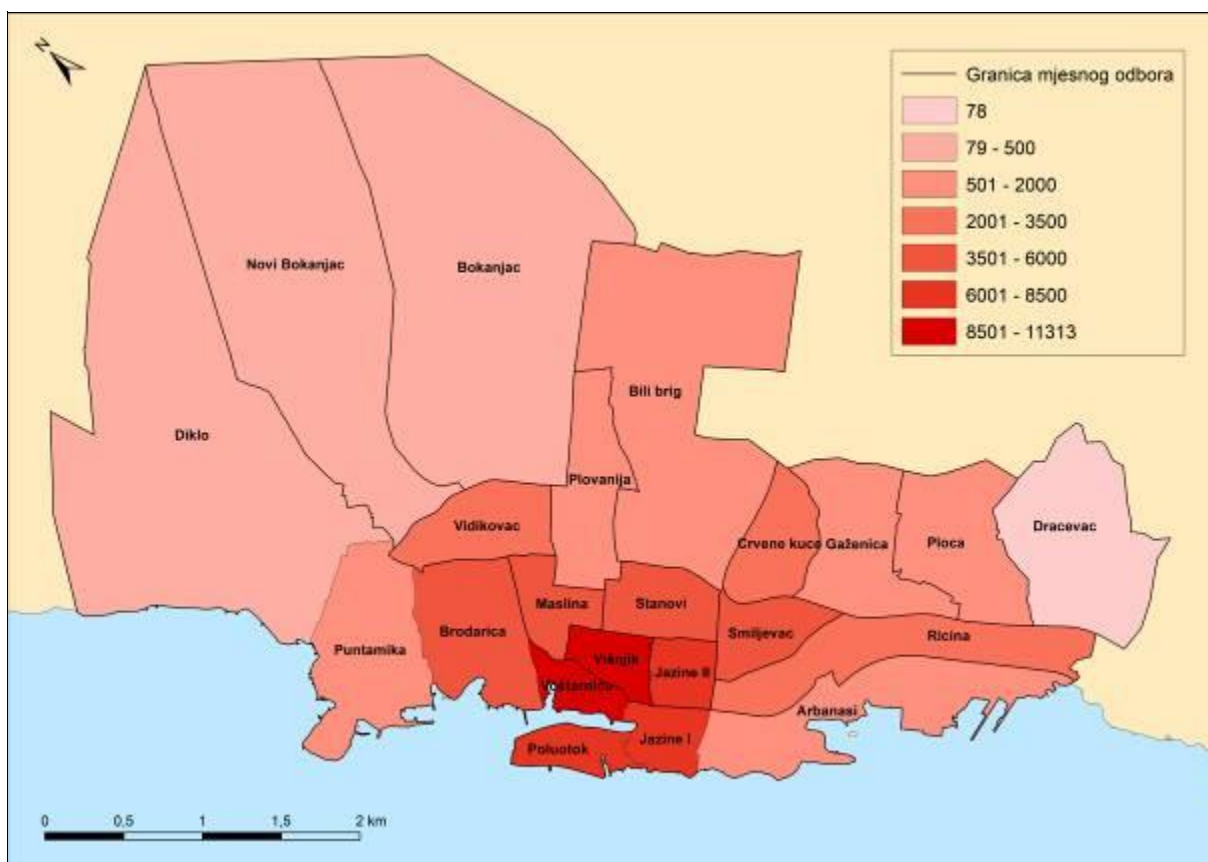 N
Granica mjesnog odbora
78
79 - 500
501 - 2000
2001 - 3500
3501 - 6000
6001 - 8500
8501 - 11313
Novi Bokanjac
Bokanjac
Bili brig
Diklo
Plovanija
Vidikovac
Crvene kuce
Gaženica
Ploca
Dracevac
Maslina
Stanovi
Brodarica
Smiljevac
Ricina
Puntamika
Višnjik
Jazine II
Voštarnica
Arbanasi
Jazine I
Poluotok
0 0,5 1 1,5 2 km